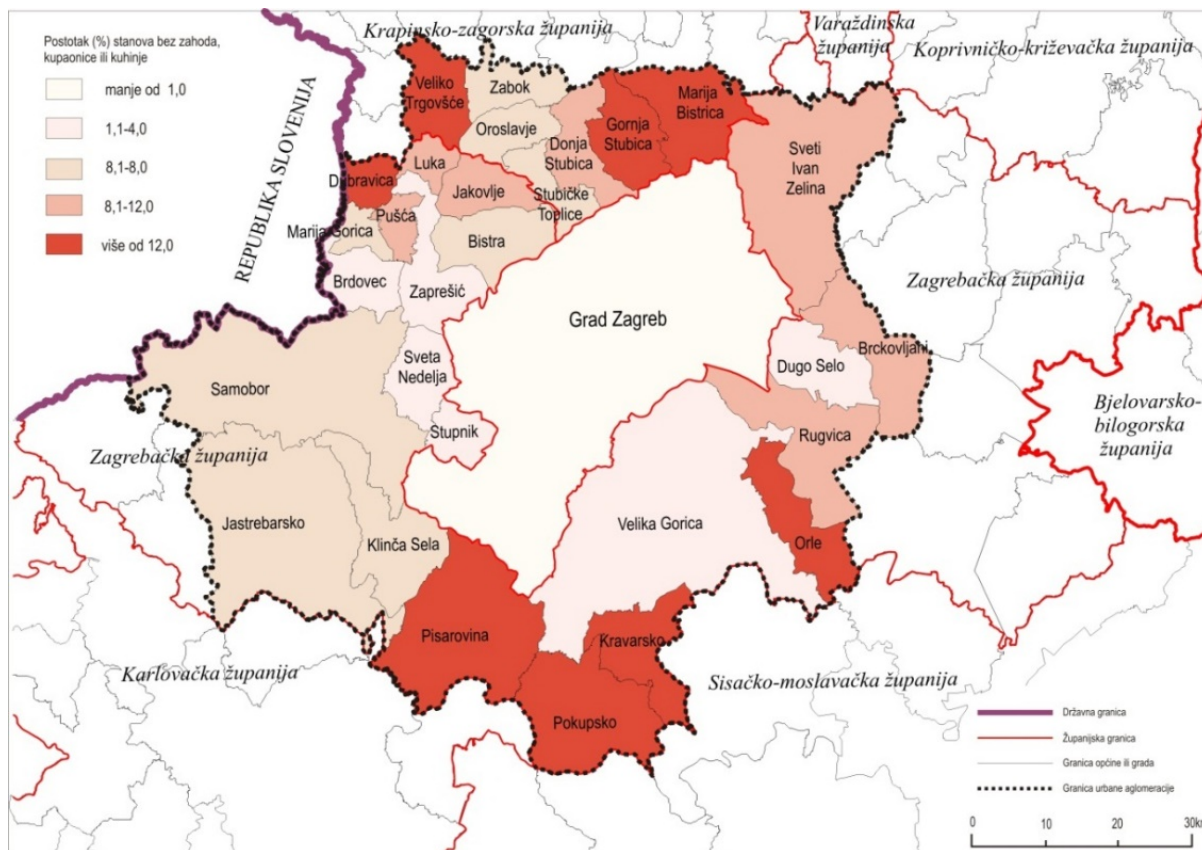 Postotak (%) stanova bez zahoda,
kupaonice ili kuhinje
manje od 1,0
1,1-4,0
8,1-8,0
8,1-12,0
više od 12,0
REPUBLIKA SLOVENIJA
Krapinsko-zagorska županija
Varaždinska
županija
Koprivničko-križevačka županija
Veliko
Trgovšće
Zabok
Oroslavje
Donja
Stubica
Gornja
Stubica
Marija
Bistrica
Sveti
Ivan
Zelina
Dubravica
Luka
Jakovlje
Stubičke
Toplice
Pušća
Marija Gorica
Bistra
Brdovec
Zaprešić
Zagrebačka županija
Grad Zagreb
Brckovljani
Sveta
Nedelja
Dugo Selo
Samobor
Bjelovarsko-
bilogorska
županija
Stupnik
Rugvica
Zagrebačka županija
Jastrebarsko
Klinča Sela
Velika Gorica
Orle
Pisarovina
Kravarsko
Karlovačka županija
Sisačko-moslavačka županija
Pokupsko
Državna granica
Županijska granica
Granica općine ili grada
Granica urbane aglomeracije
0 10 20 30km